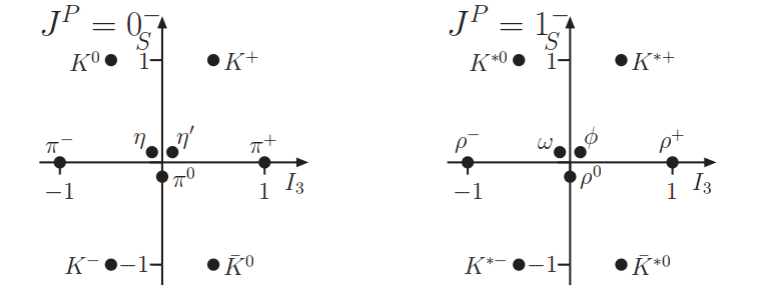 J^P = 0^- J^P = 1^-
S S
K^0 1 K^+ K^{*0} 1 K^{*+}
π^- η η′ π^+ ρ^- ω ϕ ρ^+
−1 π^0 1 I_3 −1 ρ^0 1 I_3
K^- −1 K̄^0 K^{*-} −1 K̄^{*0}